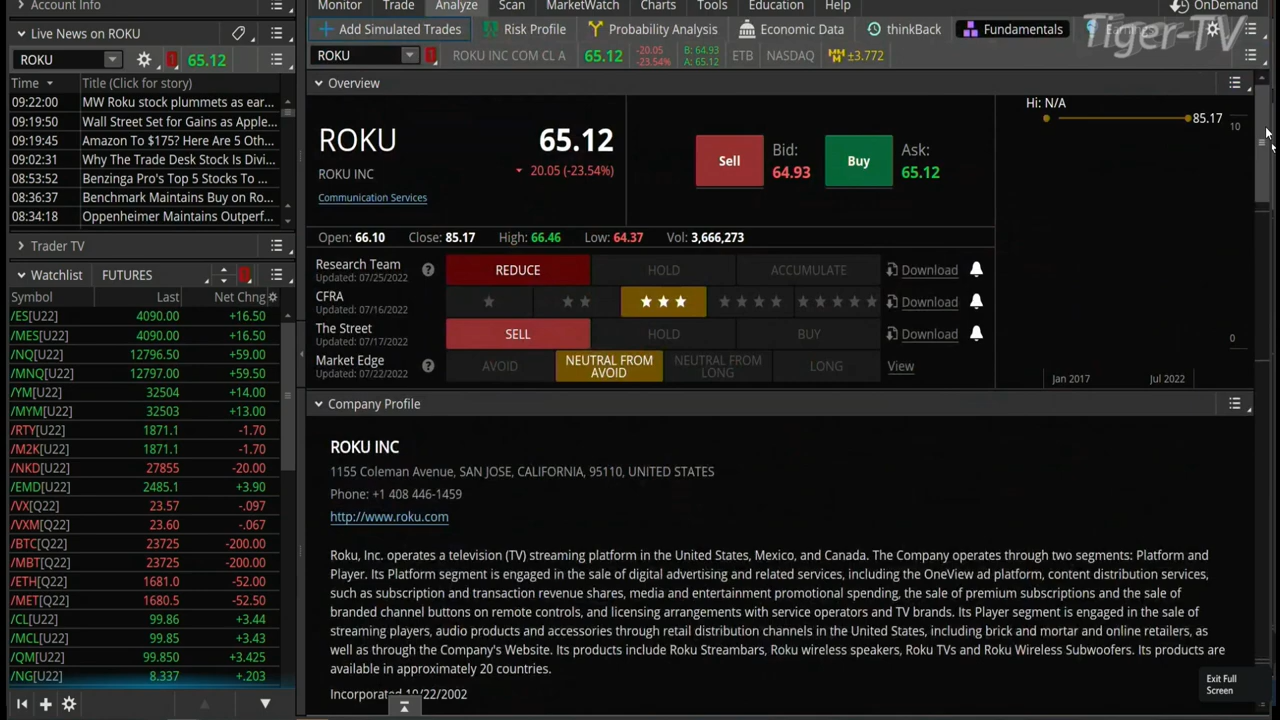 Account Info
Monitor Trade Analyze Scan MarketWatch Charts Tools Education Help
OnDemand
Tiger-TV
Live News on ROKU
Add Simulated Trades Risk Profile Probability Analysis Economic Data thinkBack Fundamentals
ROKU 65.12
ROKU ROKU INC COM CL A 65.12 -20.05 -23.54% B: 64.93 A: 65.12 ETB NASDAQ ±3.772
Time Title (Click for story)
09:22:00 MW Roku stock plummets as ear...
09:19:50 Wall Street Set for Gains as Apple...
09:19:45 Amazon To $175? Here Are 5 Oth...
09:02:31 Why The Trade Desk Stock Is Divi...
08:53:52 Benzinga Pro's Top 5 Stocks To ...
08:36:37 Benchmark Maintains Buy on Ro...
08:34:18 Oppenheimer Maintains Outperf...
Trader TV
Watchlist FUTURES
Symbol Last Net Chng
/ES[U22] 4090.00 +16.50
/MES[U22] 4090.00 +16.50
/NQ[U22] 12796.50 +59.00
/MNQ[U22] 12797.00 +59.50
/YM[U22] 32504 +14.00
/MYM[U22] 32503 +13.00
/RTY[U22] 1871.1 -1.70
/M2K[U22] 1871.1 -1.70
/NKD[U22] 27855 -20.00
/EMD[U22] 2485.1 +3.90
/VX[Q22] 23.57 -.097
/VXM[Q22] 23.60 -.067
/BTC[Q22] 23725 -200.00
/MBT[Q22] 23725 -200.00
/ETH[Q22] 1681.0 -52.00
/MET[Q22] 1680.5 -52.50
/CL[U22] 99.86 +3.44
/MCL[U22] 99.85 +3.43
/QM[U22] 99.850 +3.425
/NG[U22] 8.337 +.203
Overview
ROKU 65.12
ROKU INC 20.05 (-23.54%)
Communication Services
Sell Bid: 64.93 Buy Ask: 65.12
Hi: N/A
85.17
10
0
Jan 2017 Jul 2022
Open: 66.10 Close: 85.17 High: 66.46 Low: 64.37 Vol: 3,666,273
Research Team REDUCE HOLD ACCUMULATE Download
Updated: 07/25/2022
CFRA ★ ★★ ★★★ ★★★★ ★★★★★ Download
Updated: 07/16/2022
The Street SELL HOLD BUY Download
Updated: 07/17/2022
Market Edge AVOID NEUTRAL FROM AVOID NEUTRAL FROM LONG LONG View
Updated: 07/22/2022
Company Profile
ROKU INC
1155 Coleman Avenue, SAN JOSE, CALIFORNIA, 95110, UNITED STATES
Phone: +1 408 446-1459
http://www.roku.com
Roku, Inc. operates a television (TV) streaming platform in the United States, Mexico, and Canada. The Company operates through two segments: Platform and
Player. Its Platform segment is engaged in the sale of digital advertising and related services, including the OneView ad platform, content distribution services,
such as subscription and transaction revenue shares, media and entertainment promotional spending, the sale of premium subscriptions and the sale of
branded channel buttons on remote controls, and licensing arrangements with service operators and TV brands. Its Player segment is engaged in the sale of
streaming players, audio products and accessories through retail distribution channels in the United States, including brick and mortar and online retailers, as
well as through the Company's Website. Its products include Roku Streambars, Roku wireless speakers, Roku TVs and Roku Wireless Subwoofers. Its products are
available in approximately 20 countries.
Incorporated 10/22/2002
Exit Full
Screen